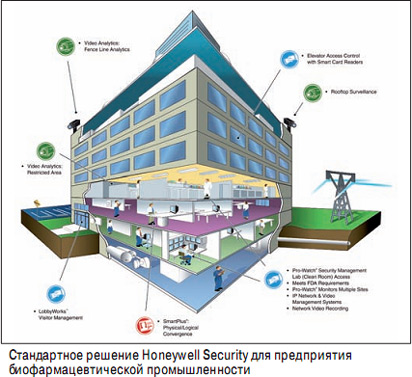 • Video Analytics:
Fence Line Analytics
• Elevator Access Control
with Smart Card Readers
• Rooftop Surveillance
• Video Analytics:
Restricted Area
• LobbyWorks™
Visitor Management
• SmartPlus™:
Physical/Logical
Convergence
• Pro-Watch® Security Management
Lab (Clean Room) Access
• Meets FDA Requirements
• Pro-Watch® Monitors Multiple Sites
• IP Network & Video
Management Systems
• Network Video Recording
Стандартное решение Honeywell Security для предприятия
биофармацевтической промышленности